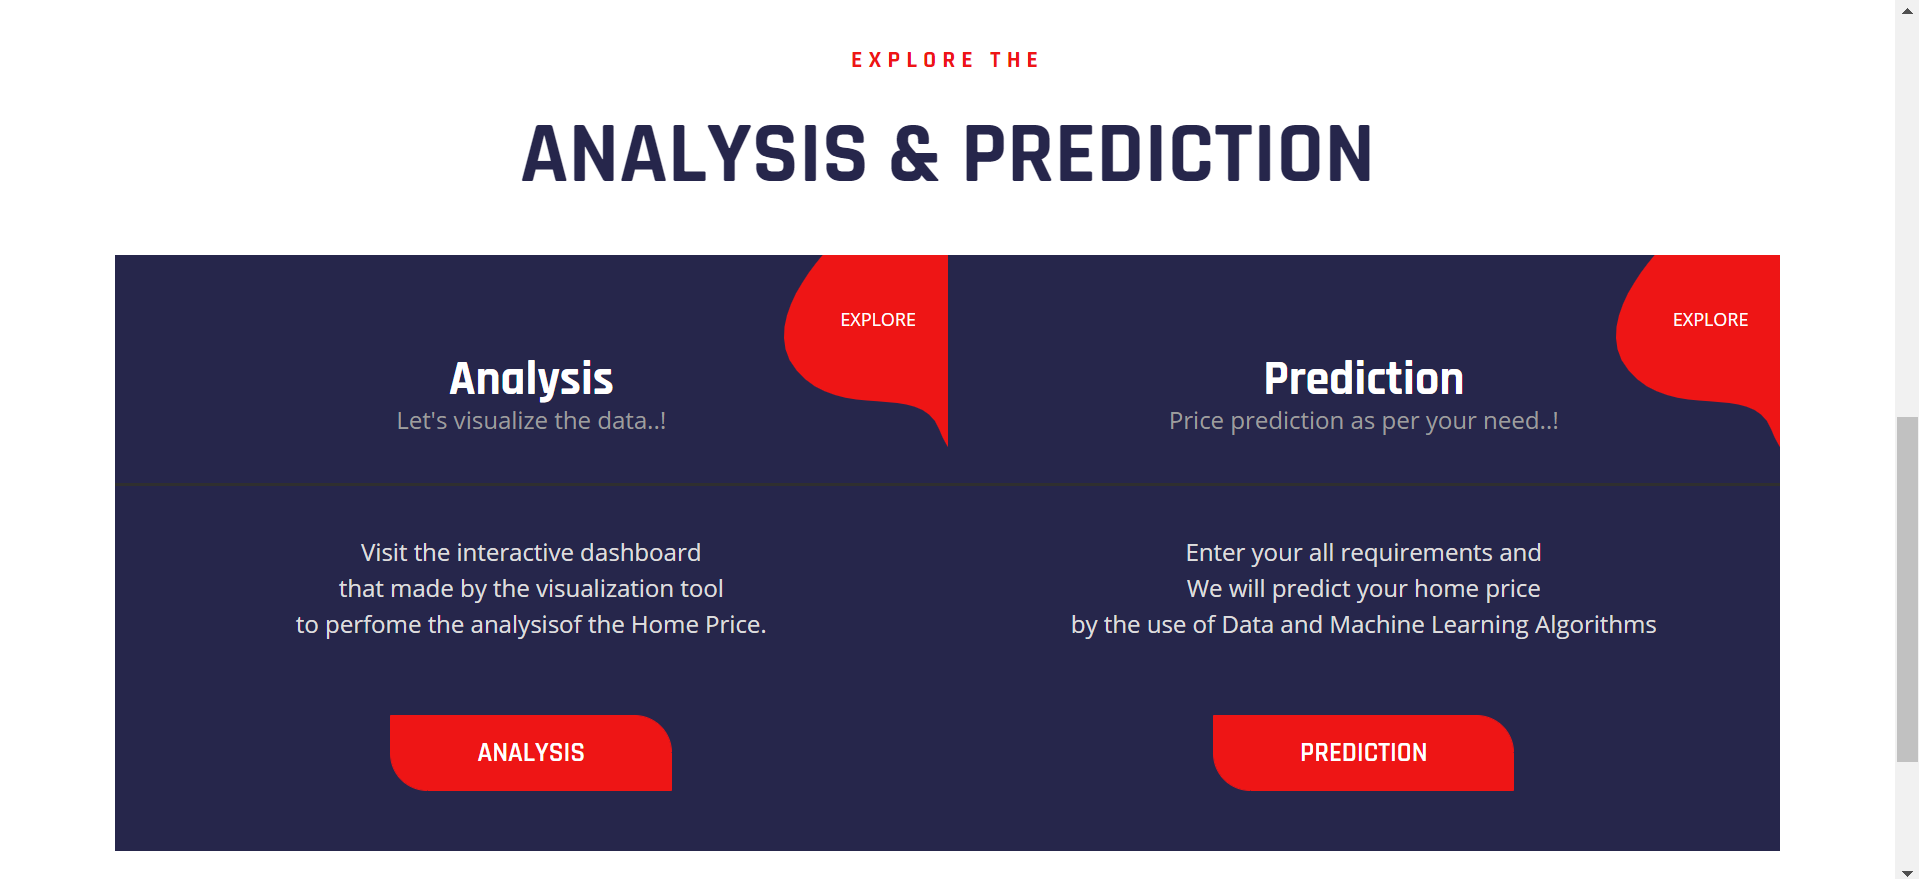 EXPLORE THE
ANALYSIS & PREDICTION
EXPLORE
Analysis
Let's visualize the data..!
Visit the interactive dashboard
that made by the visualization tool
to perfome the analysisof the Home Price.
ANALYSIS
EXPLORE
Prediction
Price prediction as per your need..!
Enter your all requirements and
We will predict your home price
by the use of Data and Machine Learning Algorithms
PREDICTION